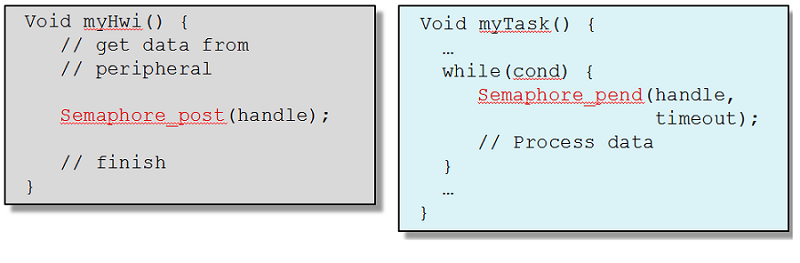 Void myHwi() {
// get data from
// peripheral
Semaphore_post(handle);
// finish
}
Void myTask() {
…
while(cond) {
Semaphore_pend(handle,
timeout);
// Process data
}
…
}